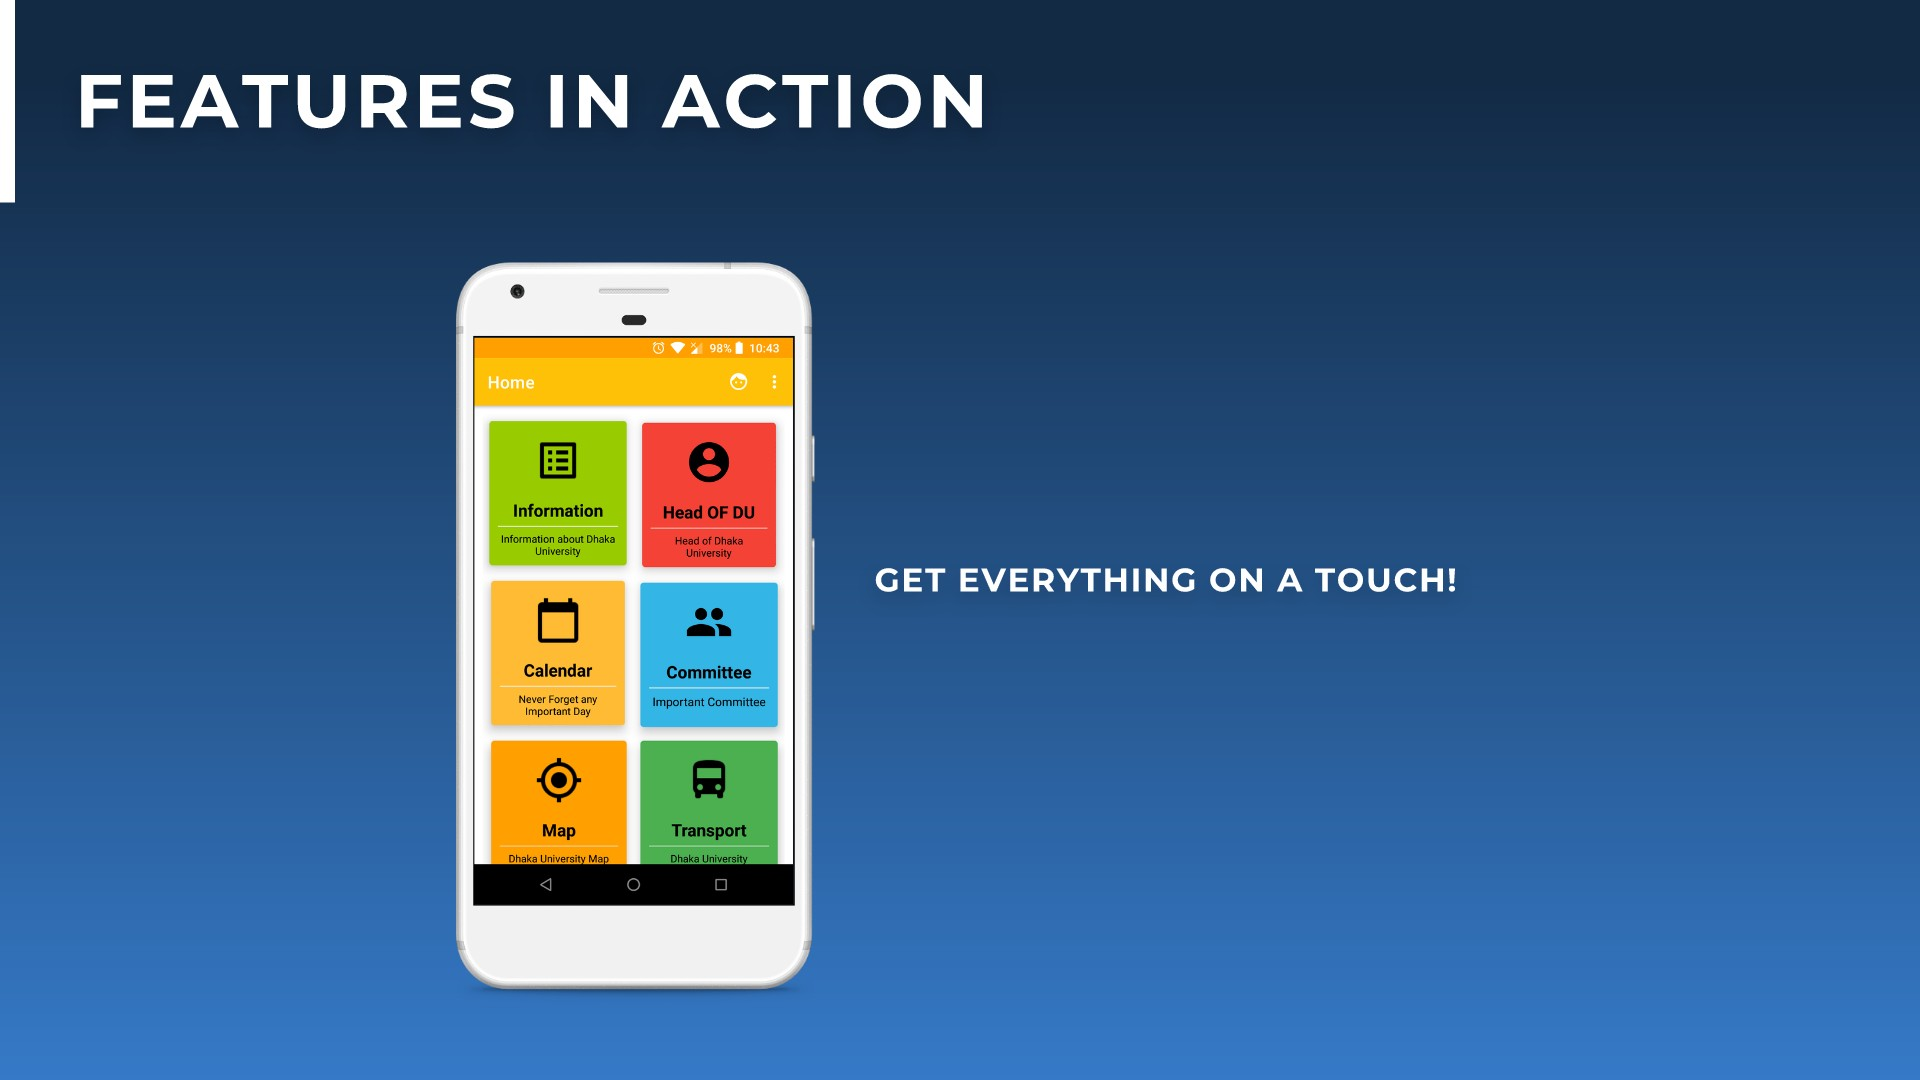 FEATURES IN ACTION
98% 10:43
Home
Information
Information about Dhaka
University
Head OF DU
Head of Dhaka
University
Calendar
Never Forget any
Important Day
Committee
Important Committee
Map
Dhaka University Map
Transport
Dhaka University
GET EVERYTHING ON A TOUCH!